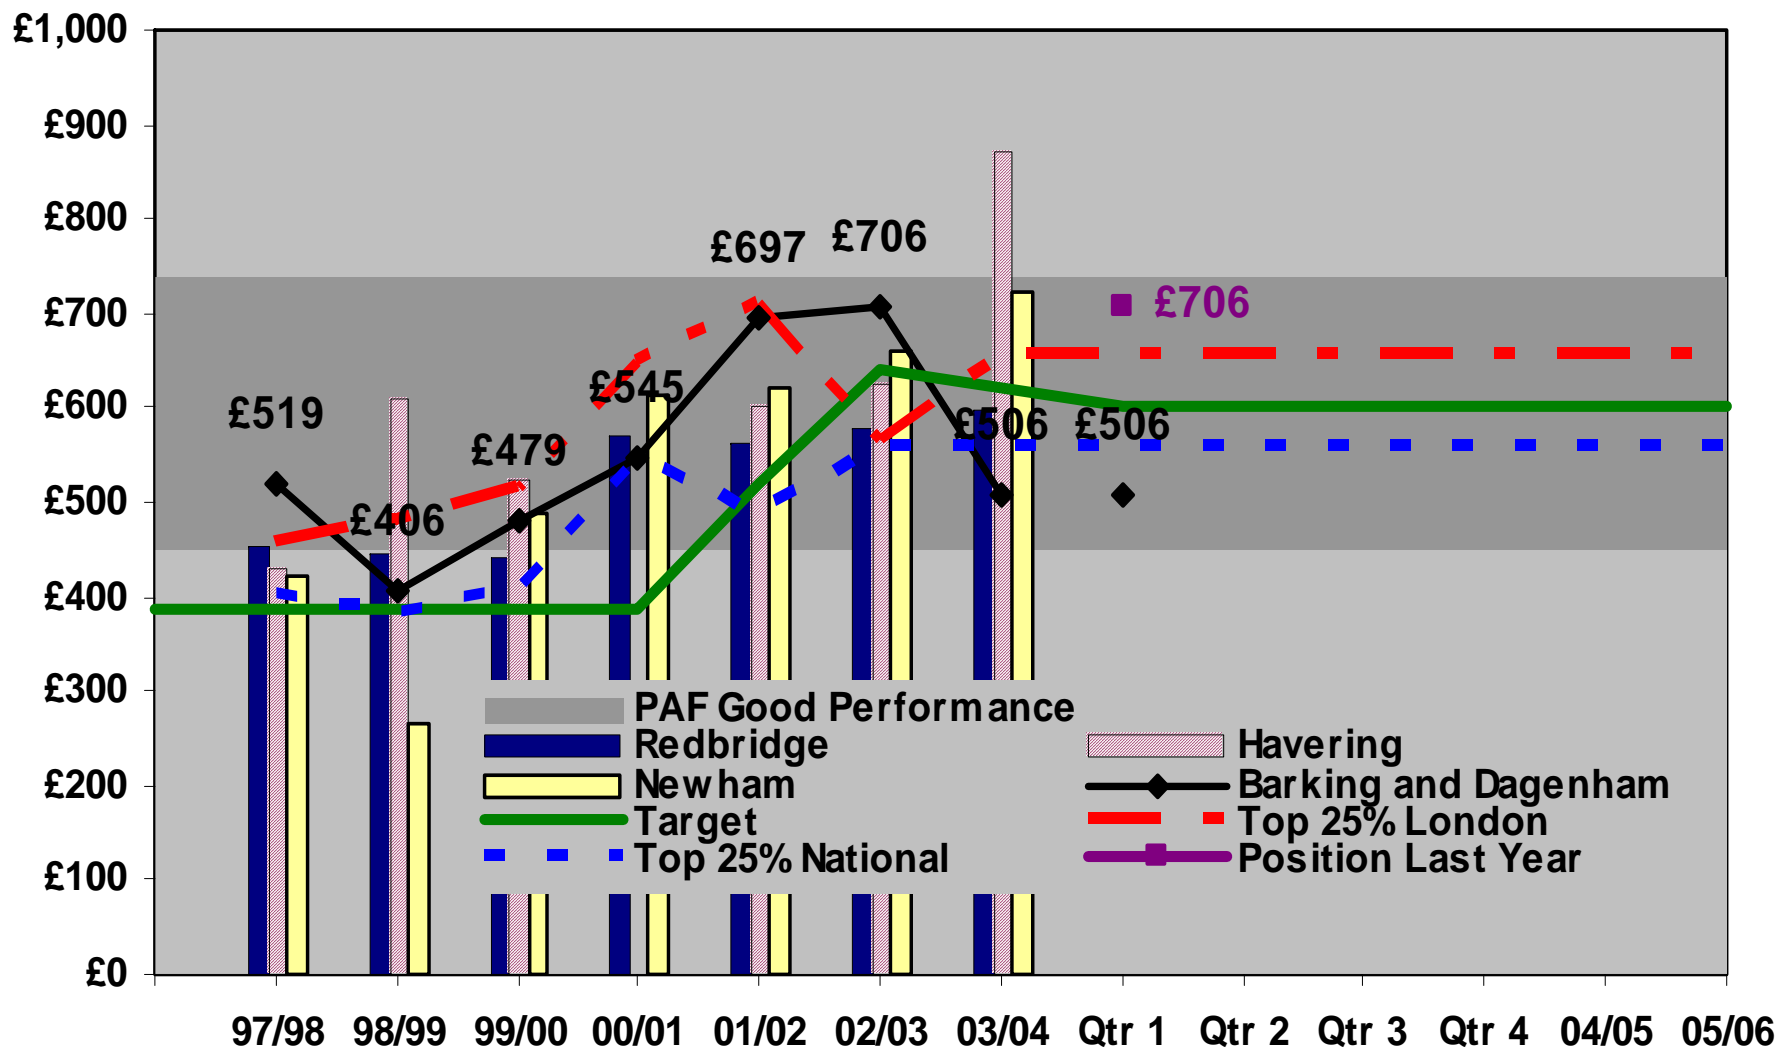 £1,000
£900
£800
£700
£600
£500
£400
£300
£200
£100
£0
£519
£406
£479
£545
£697
£706
£506
£506
£706
PAF Good Performance
Redbridge
Havering
Newham
Barking and Dagenham
Target
Top 25% London
Top 25% National
Position Last Year
97/98 98/99 99/00 00/01 01/02 02/03 03/04 Qtr 1 Qtr 2 Qtr 3 Qtr 4 04/05 05/06